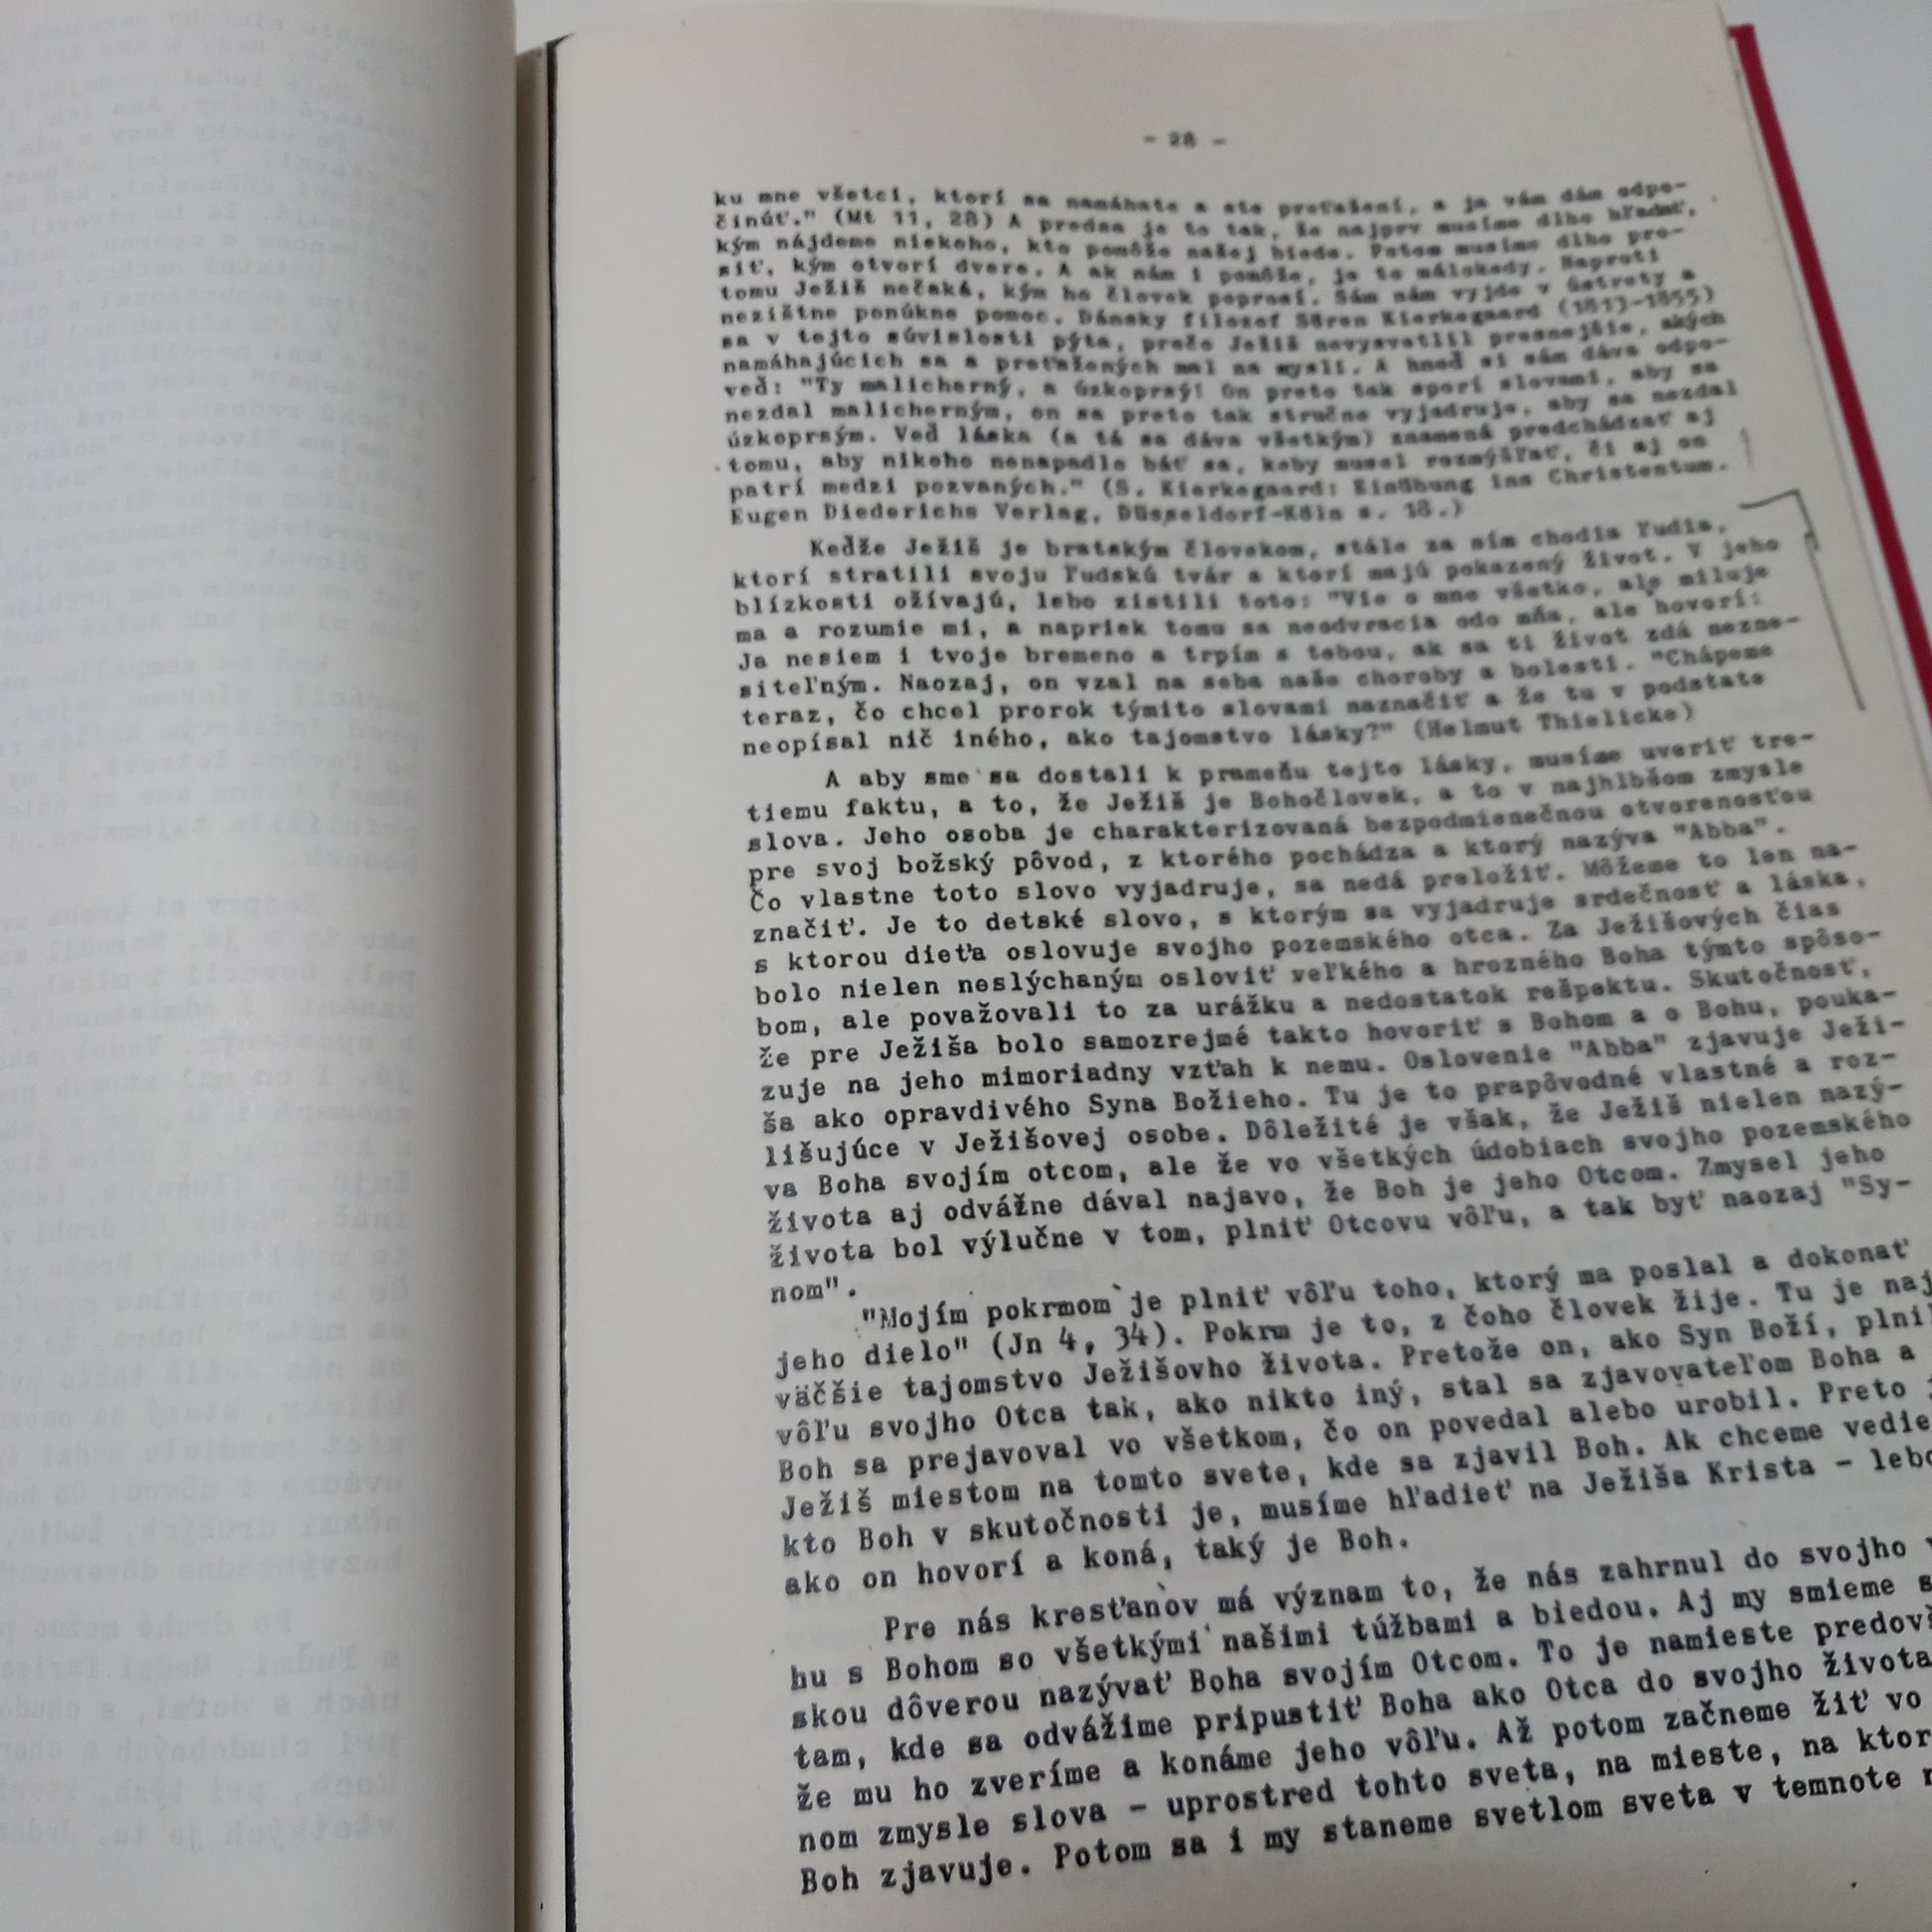 - 28 -
ku mne všetci, ktorí sa namáhate a ste preťažení, a ja vám dám odpo-
činúť." (Mt 11, 28) A predsa je to tak, že najprv musíme dlho hľadať,
kým nájdeme niekoho, kto pomôže našej biede. Potom musíme dlho pro-
siť, kým otvorí dvere. A ak nám i pomôže, je to málokedy. Naproti
tomu Ježiš nečaká, kým ho človek poprosí. Sám nám vyjde v ústrety a
nezištne ponúkne pomoc. Dánsky filozof Sören Kierkegaard (1813-1855)
sa v tejto súvislosti pýta, prečo Ježiš nevysvetlil presnejšie, akých
namáhajúcich sa a preťažených mal na mysli. A hneď si sám dáva odpo-
veď: "Ty malicherný, a úzkoprsý! On preto tak sporí slovami, aby sa
nezdal malicherným, on sa preto tak stručne vyjadruje, aby sa nezdal
úzkoprsým. Veď láska (a tá sa dáva všetkým) znamená predchádzať aj
tomu, aby nikoho nenapadlo báť sa, keby musel rozmýšľať, či aj on
patrí medzi pozvaných." (S. Kierkegaard: Einübung ins Christentum.
Eugen Diederichs Verlag, Düsseldorf-Köln s. 18.)
Keďže Ježiš je bratským človekom, stále za ním chodia ľudia,
ktorí stratili svoju ľudskú tvár a ktorí majú pokazený život. V jeho
blízkosti ožívajú, lebo zistili toto: "Vie o mne všetko, ale miluje
ma a rozumie mi, a napriek tomu sa neodvracia odo mňa, ale hovorí:
Ja nesiem i tvoje bremeno a trpím s tebou, ak sa ti život zdá nezne-
siteľným. Naozaj, on vzal na seba naše choroby a bolesti. "Chápeme
teraz, čo chcel prorok týmito slovami naznačiť a že tu v podstate
neopísal nič iného, ako tajomstvo lásky?" (Helmut Thielicke)
A aby sme sa dostali k prameňu tejto lásky, musíme uveriť tre-
tiemu faktu, a to, že Ježiš je Bohočlovek, a to v najhlbšom zmysle
slova. Jeho osoba je charakterizovaná bezpodmienečnou otvorenosťou
pre svoj božský pôvod, z ktorého pochádza a ktorý nazýva "Abba".
Čo vlastne toto slovo vyjadruje, sa nedá preložiť. Môžeme to len na-
značiť. Je to detské slovo, s ktorým sa vyjadruje srdečnosť a láska,
s ktorou dieťa oslovuje svojho pozemského otca. Za Ježišových čias
bolo nielen neslýchaným osloviť veľkého a hrozného Boha týmto spôso-
bom, ale považovali to za urážku a nedostatok rešpektu. Skutočnosť,
že pre Ježiša bolo samozrejmé takto hovoriť s Bohom a o Bohu, pouka-
zuje na jeho mimoriadny vzťah k nemu. Oslovenie "Abba" zjavuje Ježi-
ša ako opravdivého Syna Božieho. Tu je to prapôvodné vlastné a roz-
lišujúce v Ježišovej osobe. Dôležité je však, že Ježiš nielen nazý-
va Boha svojím otcom, ale že vo všetkých údobiach svojho pozemského
života aj odvážne dával najavo, že Boh je jeho Otcom. Zmysel jeho
života bol výlučne v tom, plniť Otcovu vôľu, a tak byť naozaj "Sy-
nom".
"Mojím pokrmom je plniť vôľu toho, ktorý ma poslal a dokonať
jeho dielo" (Jn 4, 34). Pokrm je to, z čoho človek žije. Tu je naj
väčšie tajomstvo Ježišovho života. Pretože on, ako Syn Boží, plnil
vôľu svojho Otca tak, ako nikto iný, stal sa zjavovateľom Boha a
Boh sa prejavoval vo všetkom, čo on povedal alebo urobil. Preto
Ježiš miestom na tomto svete, kde sa zjavil Boh. Ak chceme vedie
kto Boh v skutočnosti je, musíme hľadieť na Ježiša Krista - lebo
ako on hovorí a koná, taký je Boh.
Pre nás kresťanov má význam to, že nás zahrnul do svojho
hu s Bohom so všetkými našimi túžbami a biedou. Aj my smieme s
skou dôverou nazývať Boha svojím Otcom. To je namieste predovš
tam, kde sa odvážime pripustiť Boha ako Otca do svojho života
že mu ho zveríme a konáme jeho vôľu. Až potom začneme žiť vo
nom zmysle slova - uprostred tohto sveta, na mieste, na ktor
Boh zjavuje. Potom sa i my staneme svetlom sveta v temnote